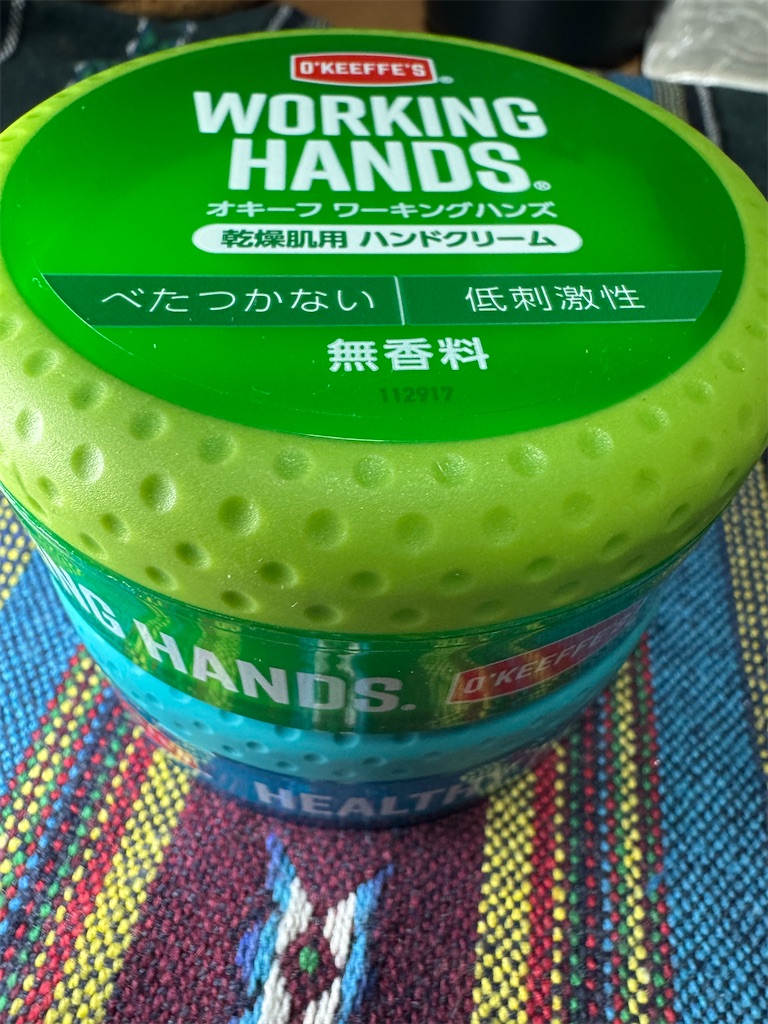 O'KEEFFE'S®
WORKING
HANDS®
オキーフ ワーキングハンズ
乾燥肌用 ハンドクリーム
べたつかない 低刺激性
無香料
112917
HANDS. O'KEEFFE'S
HEALTHY